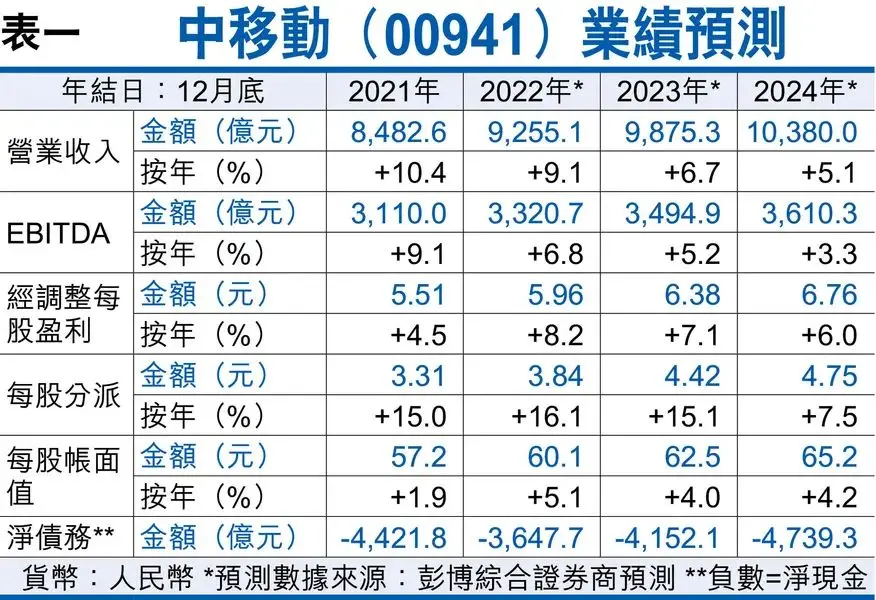 表一 中移動（00941）業績預測
年結日：12月底 2021年 2022年* 2023年* 2024年*
營業收入 金額（億元） 8,482.6 9,255.1 9,875.3 10,380.0
按年（%） +10.4 +9.1 +6.7 +5.1
EBITDA 金額（億元） 3,110.0 3,320.7 3,494.9 3,610.3
按年（%） +9.1 +6.8 +5.2 +3.3
經調整每股盈利 金額（元） 5.51 5.96 6.38 6.76
按年（%） +4.5 +8.2 +7.1 +6.0
每股分派 金額（元） 3.31 3.84 4.42 4.75
按年（%） +15.0 +16.1 +15.1 +7.5
每股帳面值 金額（元） 57.2 60.1 62.5 65.2
按年（%） +1.9 +5.1 +4.0 +4.2
淨債務** 金額（億元） -4,421.8 -3,647.7 -4,152.1 -4,739.3
貨幣：人民幣 *預測數據來源：彭博綜合證券商預測 **負數=淨現金